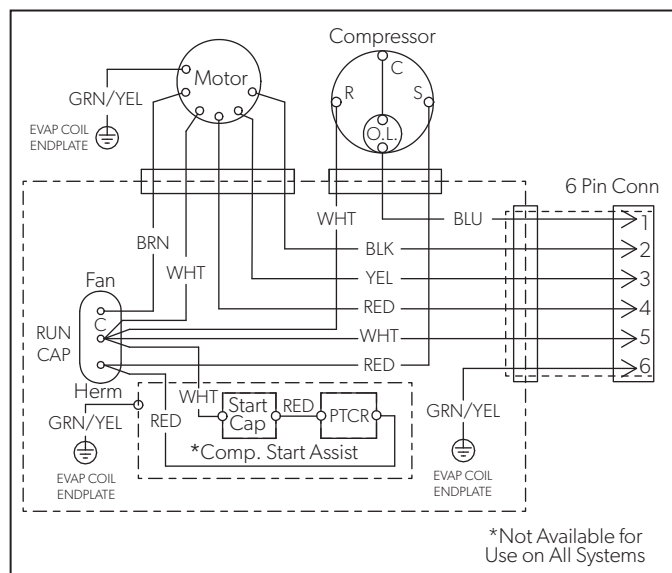 Compressor
Motor
C
R
S
O.L.
GRN/YEL
EVAP COIL
ENDPLATE
6 Pin Conn
WHT
BLU
1
BRN
BLK
2
WHT
YEL
3
Fan
RED
4
C
RUN
CAP
WHT
5
RED
6
Herm
WHT
Start
Cap
RED
PTCR
GRN/YEL
RED
GRN/YEL
*Comp. Start Assist
EVAP COIL
ENDPLATE
EVAP COIL
ENDPLATE
*Not Available for
Use on All Systems